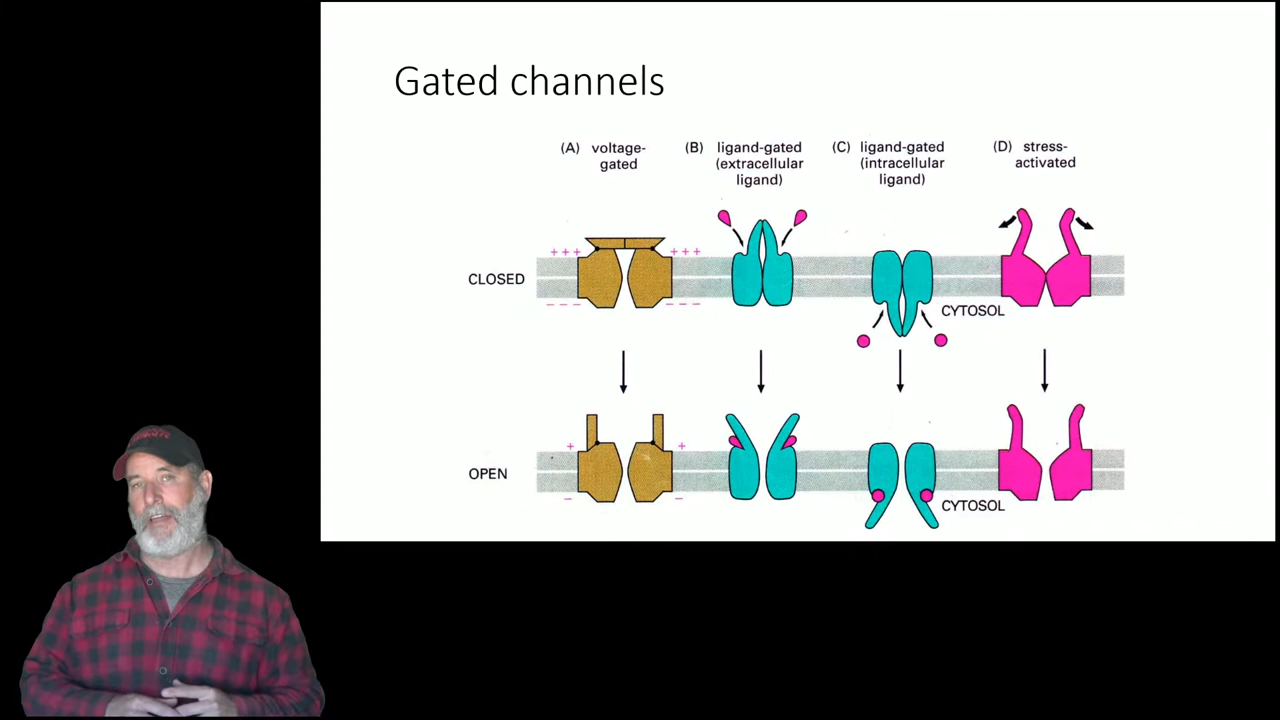 Gated channels
(A) voltage-
gated
(B) ligand-gated
(extracellular
ligand)
(C) ligand-gated
(intracellular
ligand)
(D) stress-
activated
+++ +++
CLOSED
--- ---
CYTOSOL
+ +
OPEN
- -
CYTOSOL